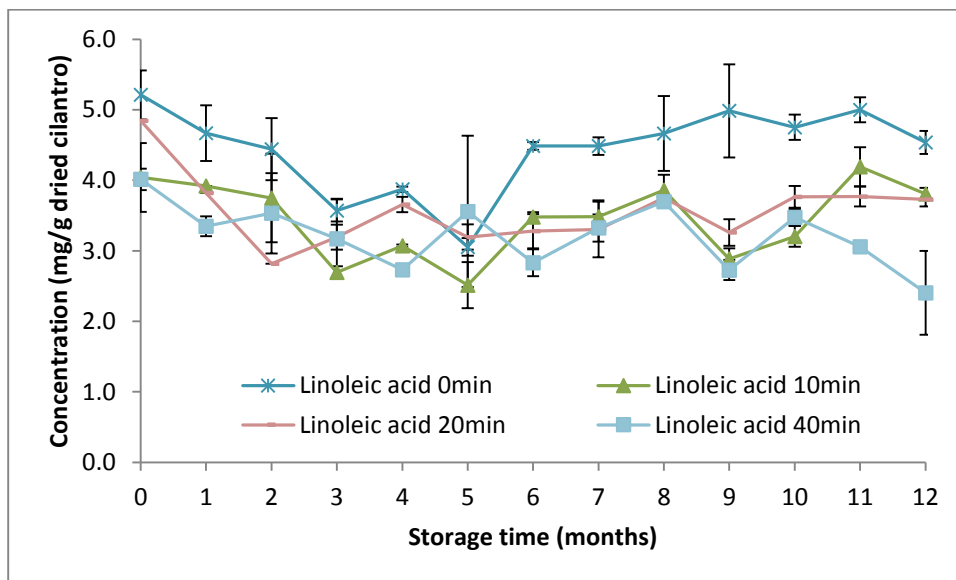 6.0
5.0
4.0
3.0
2.0
1.0
0.0
Concentration (mg/g dried cilantro)
Linoleic acid 0min
Linoleic acid 10min
Linoleic acid 20min
Linoleic acid 40min
0 1 2 3 4 5 6 7 8 9 10 11 12
Storage time (months)